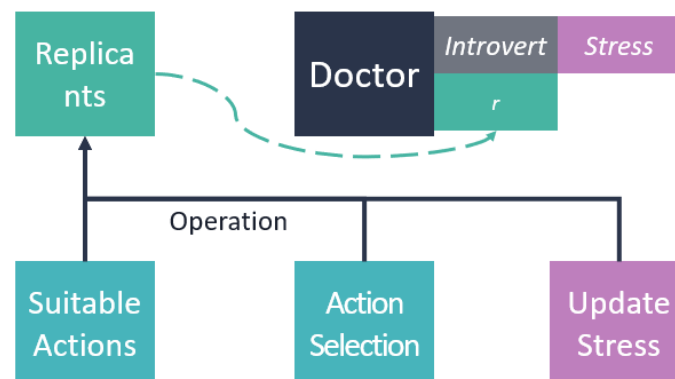 Replica
nts
Doctor
Introvert
Stress
r
Operation
Suitable
Actions
Action
Selection
Update
Stress